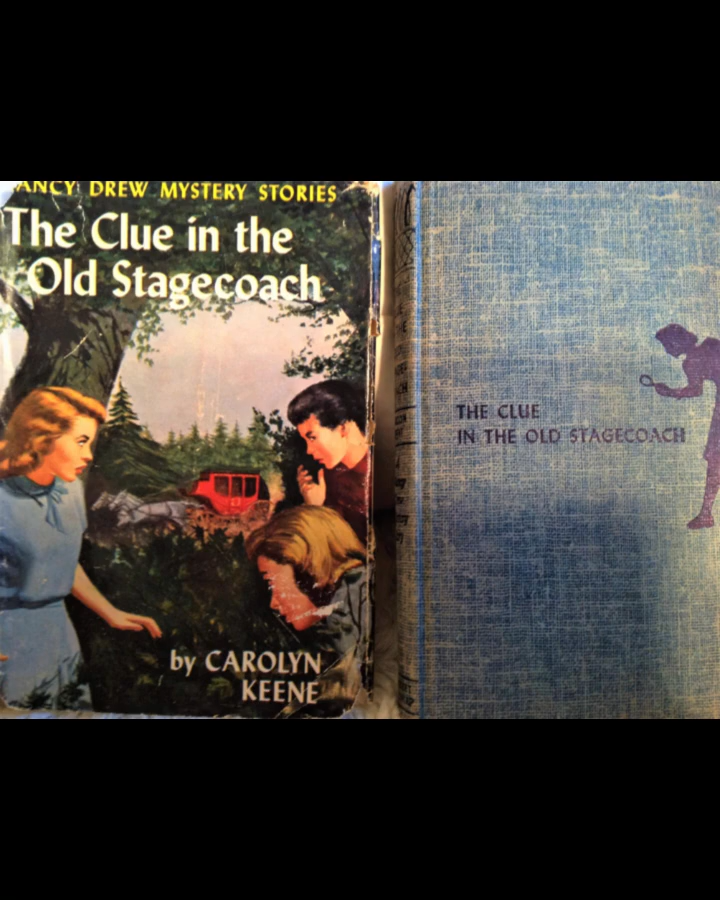 ANCY DREW MYSTERY STORIES
The Clue in the
Old Stagecoach
by CAROLYN
KEENE
THE CLUE
IN THE OLD STAGECOACH